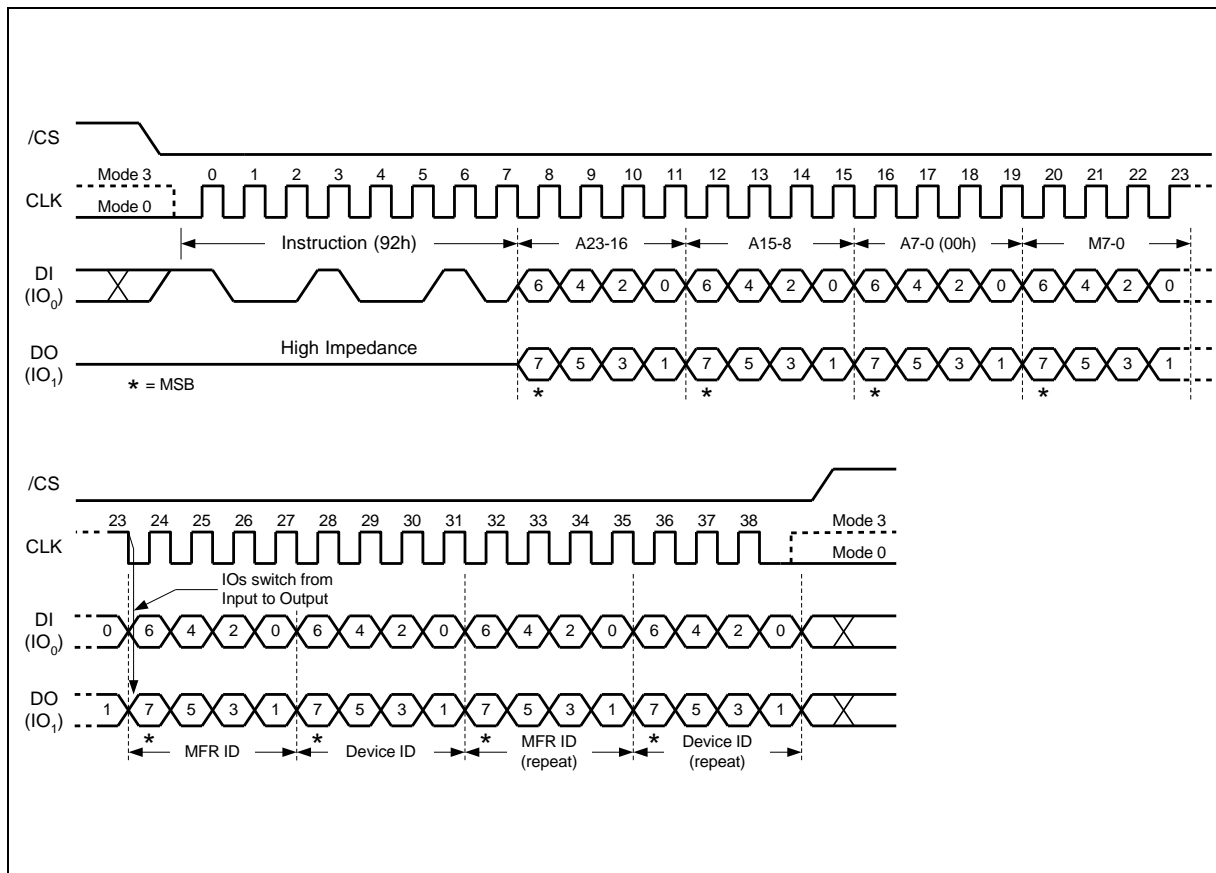 /CS
Mode 3
0 1 2 3 4 5 6 7 8 9 10 11 12 13 14 15 16 17 18 19 20 21 22 23
CLK
Mode 0
Instruction (92h) A23-16 A15-8 A7-0 (00h) M7-0
DI
(IO0)
6 4 2 0 6 4 2 0 6 4 2 0 6 4 2 0
High Impedance
DO
(IO1)
7 5 3 1 7 5 3 1 7 5 3 1 7 5 3 1
* = MSB
* * * *
/CS
23 24 25 26 27 28 29 30 31 32 33 34 35 36 37 38
Mode 3
CLK
Mode 0
IOs switch from
Input to Output
DI
(IO0)
0 6 4 2 0 6 4 2 0 6 4 2 0 6 4 2 0
DO
(IO1)
1 7 5 3 1 7 5 3 1 7 5 3 1 7 5 3 1
* * * *
MFR ID Device ID MFR ID
(repeat)
Device ID
(repeat)